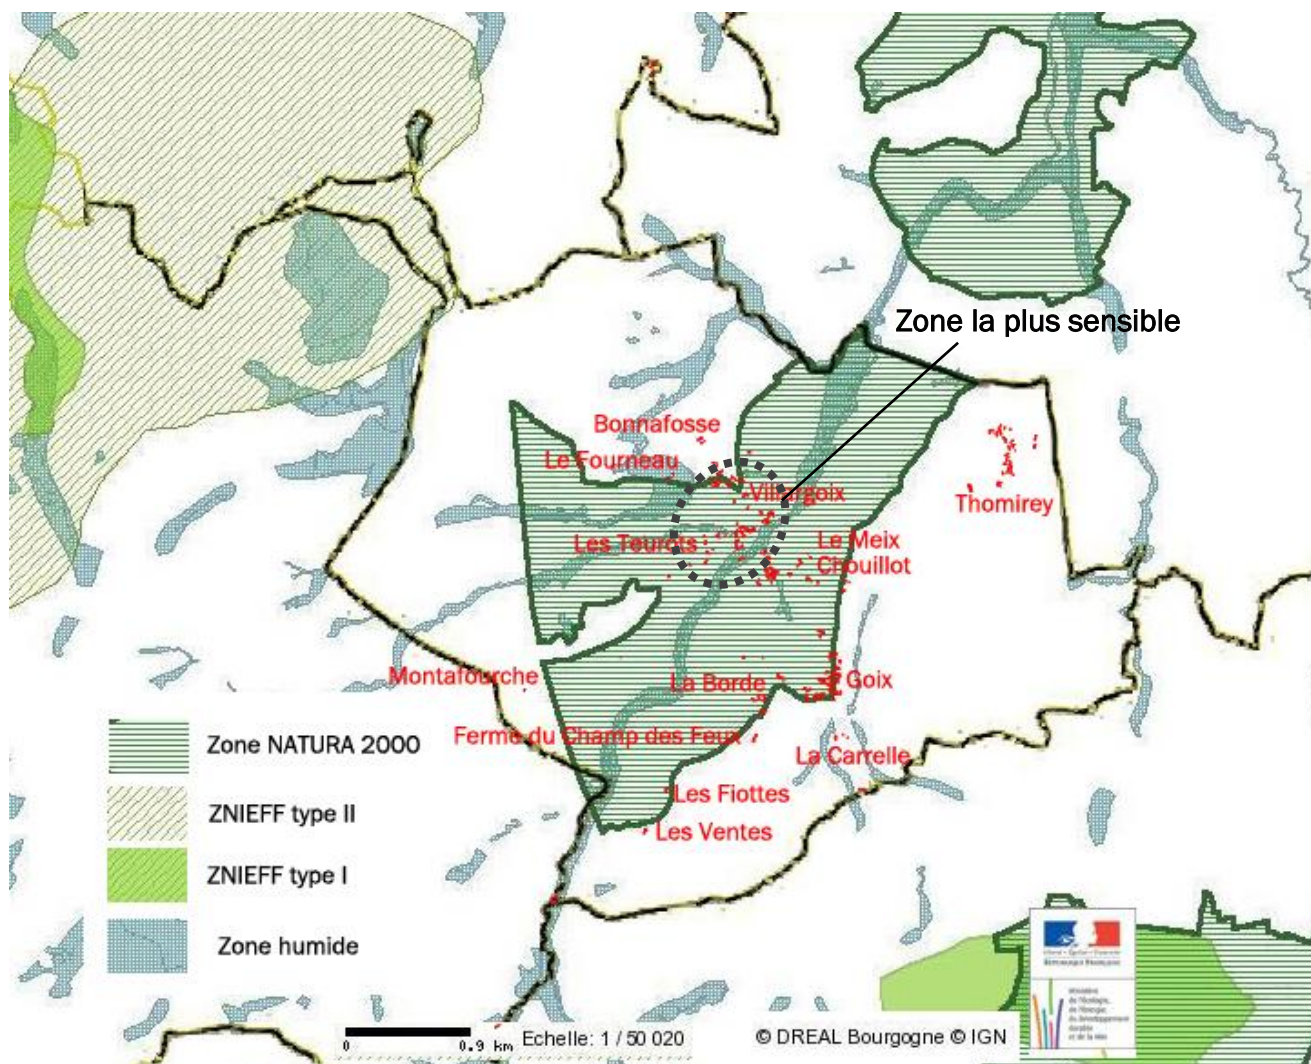 Zone la plus sensible
Bonnafosse
Le Fourneau
Villargoix
Thomirey
Les Teurots
Le Meix
Chouillot
Montafourche
La Borde
Goix
Ferme du Champ des Feux
La Carrelle
Les Fiottes
Les Ventes
Zone NATURA 2000
ZNIEFF type II
ZNIEFF type I
Zone humide
0 0.9 km
Echelle: 1 / 50 020
© DREAL Bourgogne © IGN
RÉPUBLIQUE FRANÇAISE